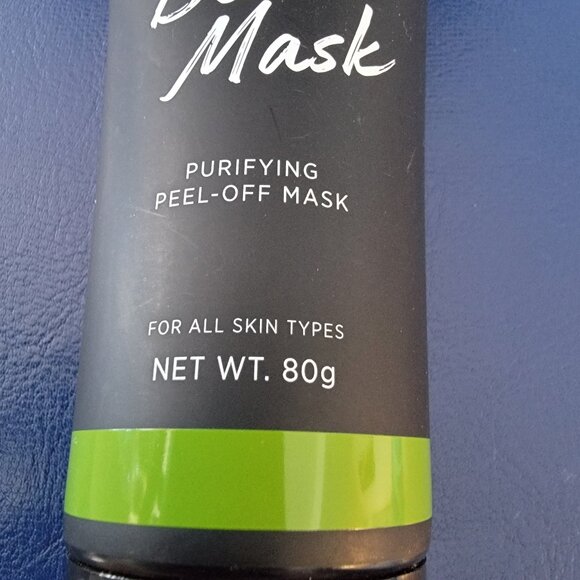 Mask
PURIFYING
PEEL-OFF MASK
FOR ALL SKIN TYPES
NET WT. 80g